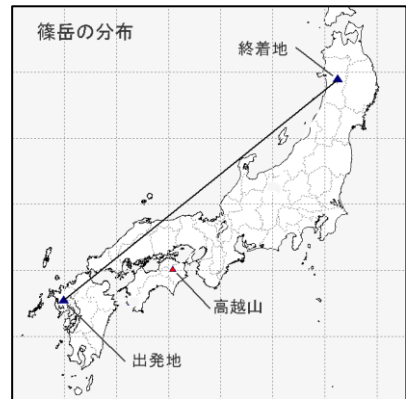 篠岳の分布
終着地
高越山
出発地